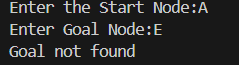 Enter the Start Node:A
Enter Goal Node:E
Goal not found